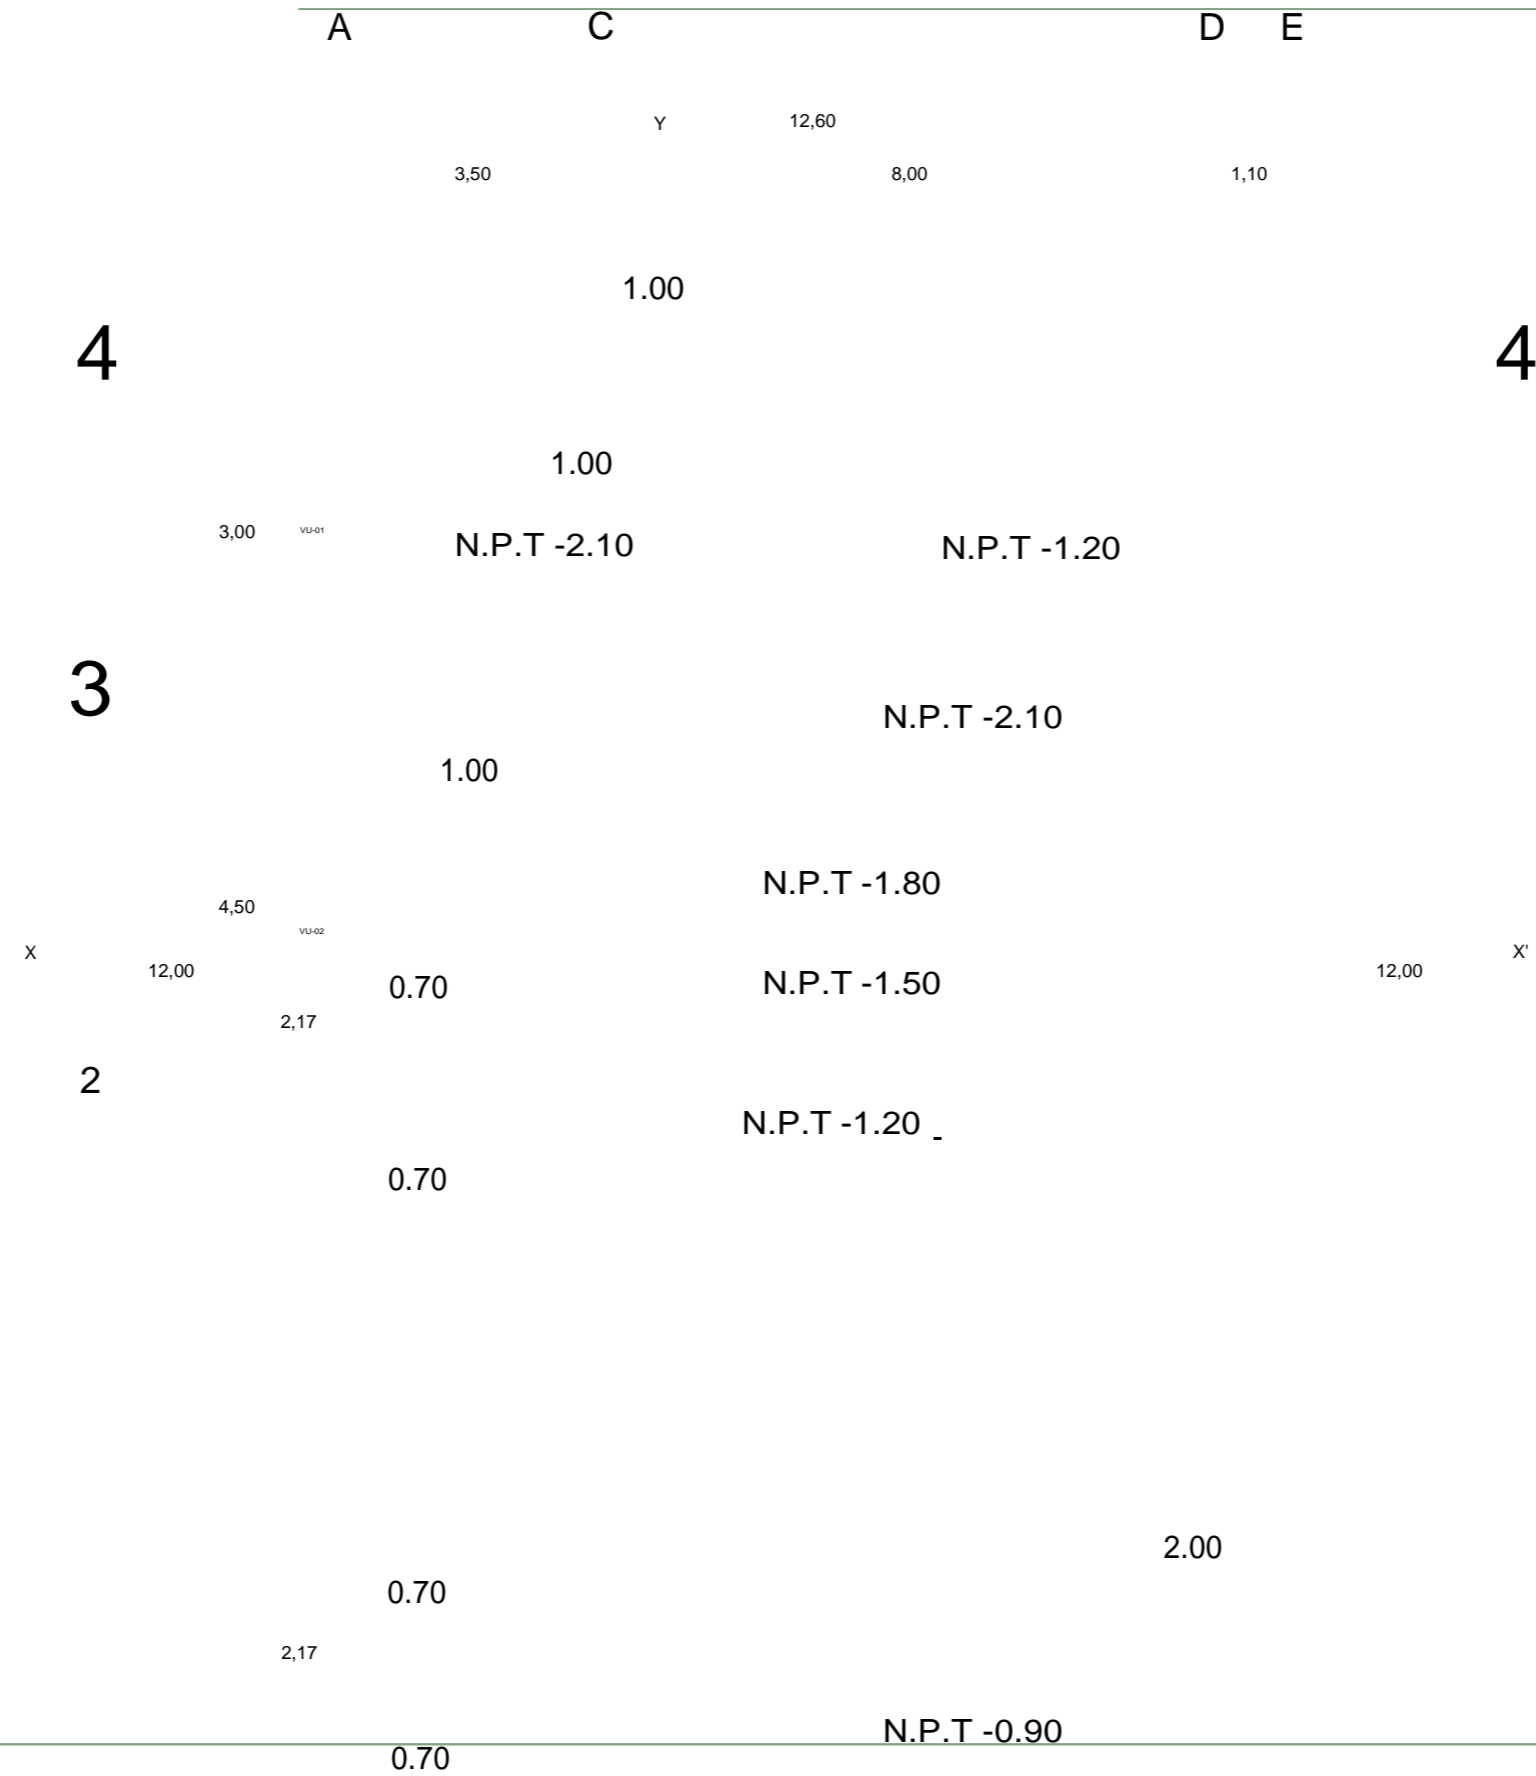 A C D E
Y 12,60
3,50 8,00 1,10
1.00
4 4
1.00
3,00 VU-01 N.P.T -2.10 N.P.T -1.20
3 N.P.T -2.10
1.00
N.P.T -1.80
4,50
VU-02
X X'
12,00 0.70 N.P.T -1.50 12,00
2,17
2
N.P.T -1.20 -
0.70
2.00
0.70
2,17
N.P.T -0.90
0.70